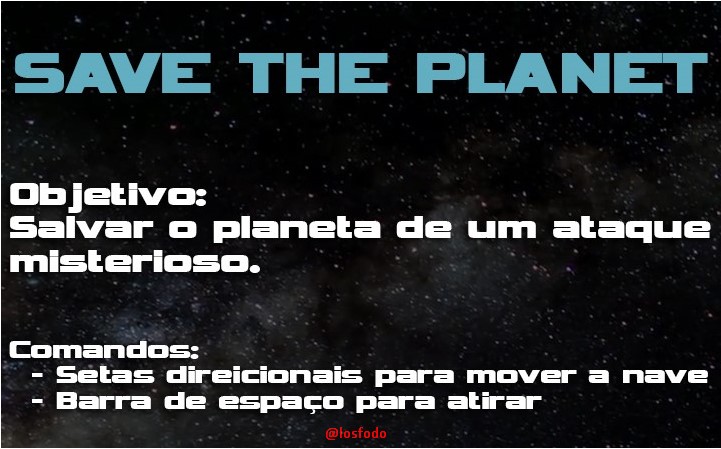 SAVE THE PLANET
Objetivo:
Salvar o planeta de um ataque
misterioso.
Comandos:
- Setas direicionais para mover a nave
- Barra de espaço para atirar
@łosfodo